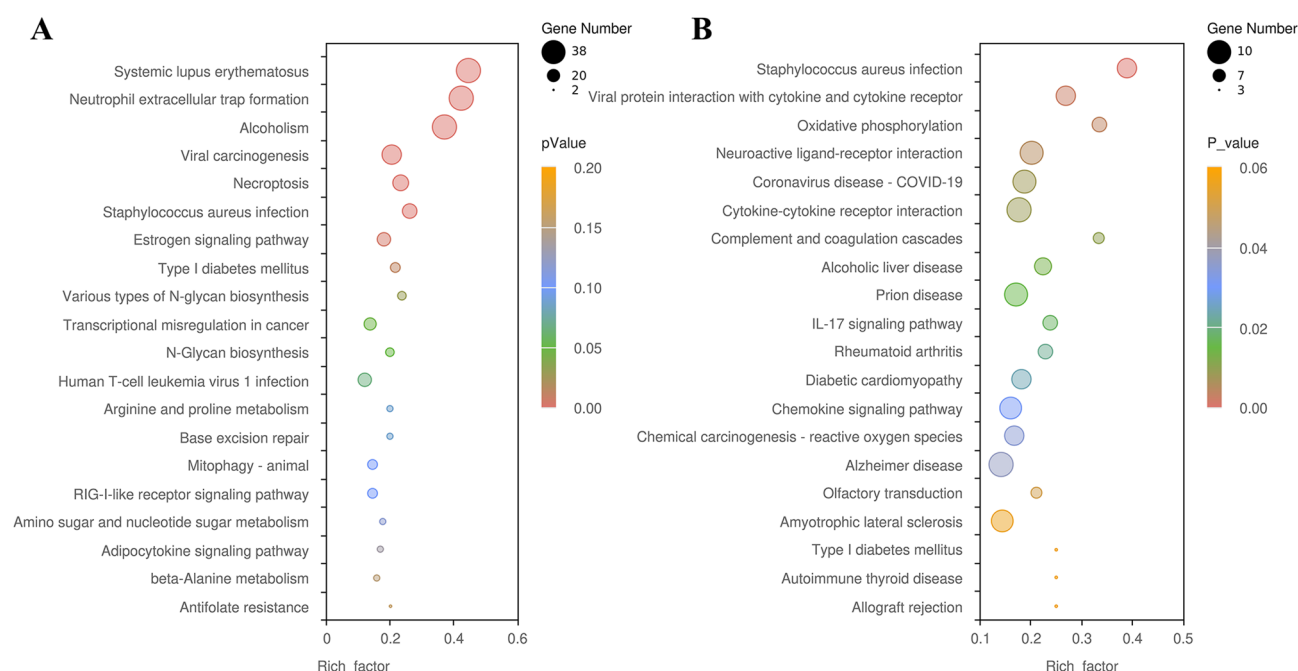 A
Systemic lupus erythematosus
Neutrophil extracellular trap formation
Alcoholism
Viral carcinogenesis
Necroptosis
Staphylococcus aureus infection
Estrogen signaling pathway
Type I diabetes mellitus
Various types of N-glycan biosynthesis
Transcriptional misregulation in cancer
N-Glycan biosynthesis
Human T-cell leukemia virus 1 infection
Arginine and proline metabolism
Base excision repair
Mitophagy - animal
RIG-I-like receptor signaling pathway
Amino sugar and nucleotide sugar metabolism
Adipocytokine signaling pathway
beta-Alanine metabolism
Antifolate resistance
0 0.2 0.4 0.6
Rich_factor
Gene Number
38
20
2
pValue
0.20
0.15
0.10
0.05
0.00
B
Staphylococcus aureus infection
Viral protein interaction with cytokine and cytokine receptor
Oxidative phosphorylation
Neuroactive ligand-receptor interaction
Coronavirus disease - COVID-19
Cytokine-cytokine receptor interaction
Complement and coagulation cascades
Alcoholic liver disease
Prion disease
IL-17 signaling pathway
Rheumatoid arthritis
Diabetic cardiomyopathy
Chemokine signaling pathway
Chemical carcinogenesis - reactive oxygen species
Alzheimer disease
Olfactory transduction
Amyotrophic lateral sclerosis
Type I diabetes mellitus
Autoimmune thyroid disease
Allograft rejection
0.1 0.2 0.3 0.4 0.5
Rich_factor
Gene Number
10
7
3
P_value
0.06
0.04
0.02
0.00